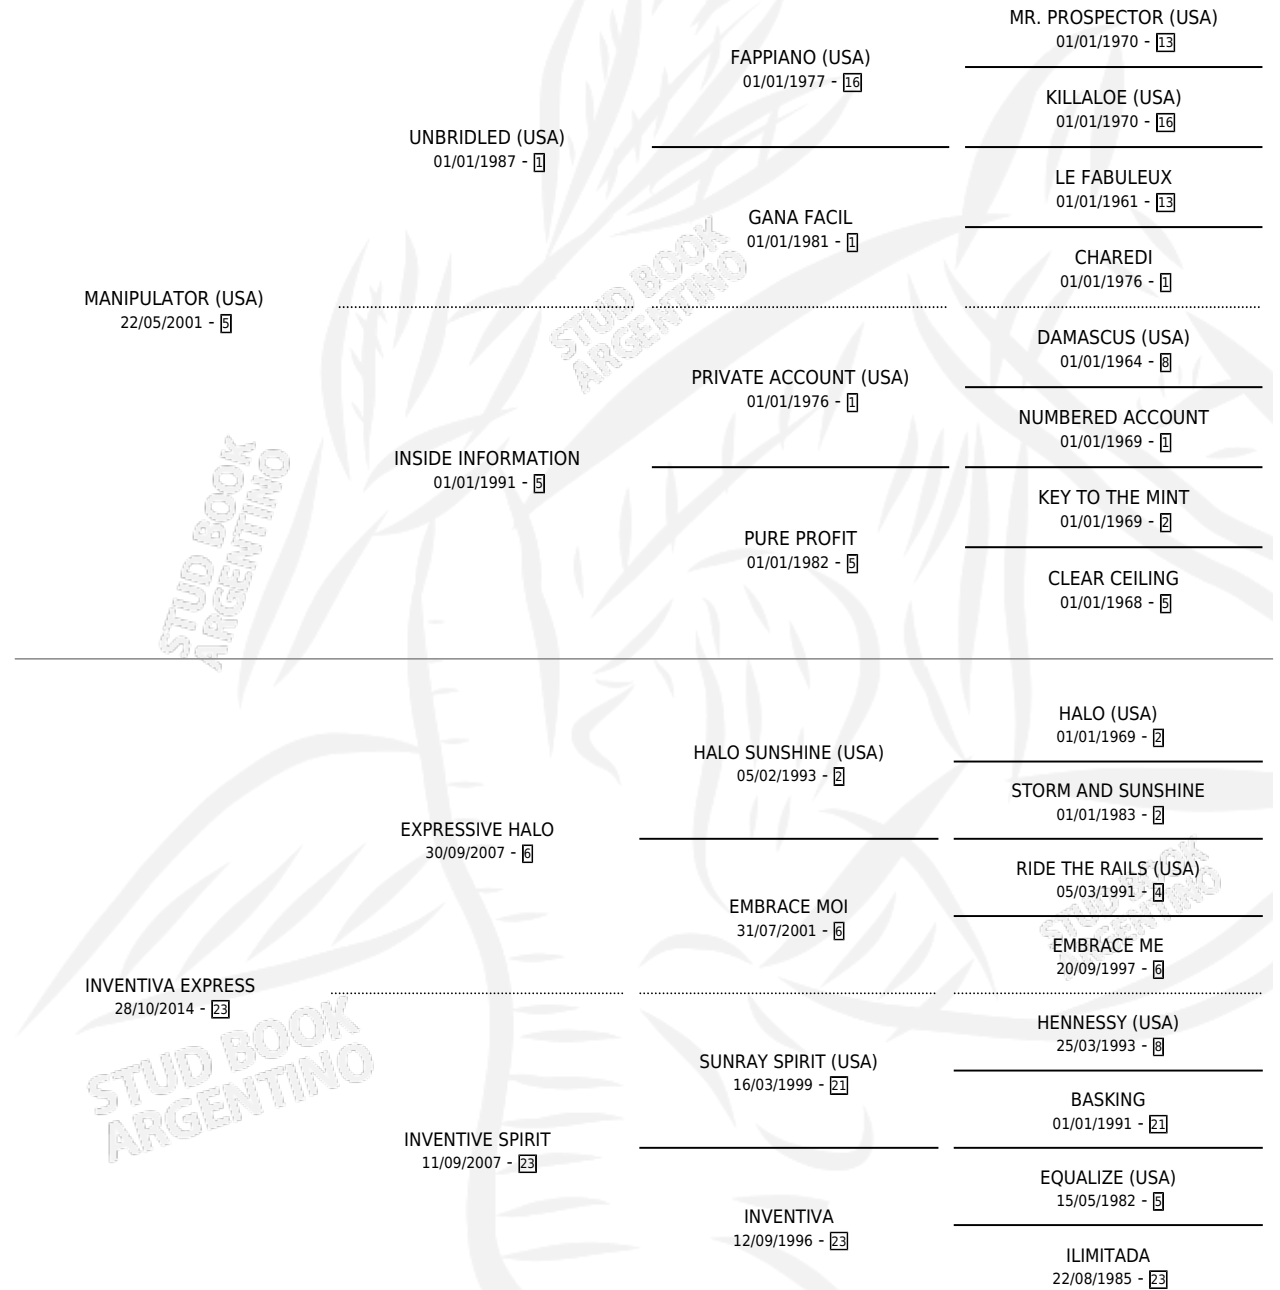 MR. PROSPECTOR (USA)
01/01/1970 - 13
FAPPIANO (USA)
01/01/1977 - 16
KILLALOE (USA)
01/01/1970 - 16
UNBRIDLED (USA)
01/01/1987 - 1
LE FABULEUX
01/01/1961 - 13
GANA FACIL
01/01/1981 - 1
CHAREDI
01/01/1976 - 1
MANIPULATOR (USA)
22/05/2001 - 5
DAMASCUS (USA)
01/01/1964 - 8
PRIVATE ACCOUNT (USA)
01/01/1976 - 1
NUMBERED ACCOUNT
01/01/1969 - 1
INSIDE INFORMATION
01/01/1991 - 5
KEY TO THE MINT
01/01/1969 - 2
PURE PROFIT
01/01/1982 - 5
CLEAR CEILING
01/01/1968 - 5
HALO (USA)
01/01/1969 - 2
HALO SUNSHINE (USA)
05/02/1993 - 2
STORM AND SUNSHINE
01/01/1983 - 2
EXPRESSIVE HALO
30/09/2007 - 6
RIDE THE RAILS (USA)
05/03/1991 - 4
EMBRACE MOI
31/07/2001 - 6
EMBRACE ME
20/09/1997 - 6
INVENTIVA EXPRESS
28/10/2014 - 23
HENNESSY (USA)
25/03/1993 - 8
SUNRAY SPIRIT (USA)
16/03/1999 - 21
BASKING
01/01/1991 - 21
INVENTIVE SPIRIT
11/09/2007 - 23
EQUALIZE (USA)
15/05/1982 - 5
INVENTIVA
12/09/1996 - 23
ILIMITADA
22/08/1985 - 23
STUD BOOK
ARGENTINO
STUD BOOK
ARGENTINO
STUD BOOK
ARGENTINO
STUD BOOK
ARGENTINO